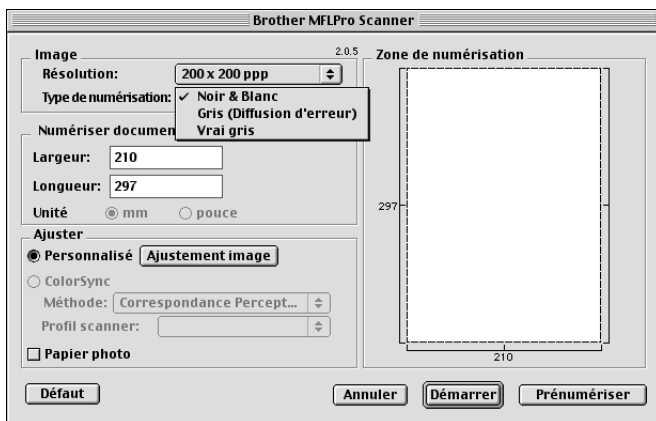 Brother MFLPro Scanner
Image
2.0.5
Résolution:
200 x 200 ppp
Type de numérisation:
✓ Noir & Blanc
Gris (Diffusion d'erreur)
Vrai gris
Numériser documen
Largeur:
210
Longueur:
297
Unité
mm
pouce
Ajuster
Personnalisé
Ajustement image
ColorSync
Méthode:
Correspondance Percept...
Profil scanner:
Papier photo
Zone de numérisation
297
210
Défaut
Annuler
Démarrer
Prénumériser